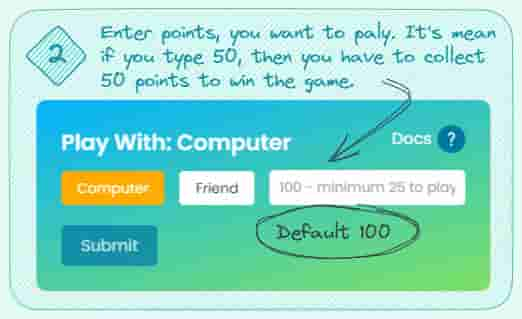 2
Enter points, you want to paly. It's mean
if you type 50, then you have to collect
50 points to win the game.
Play With: Computer
Docs ?
Computer
Friend
100 - minimum 25 to play
Submit
Default 100